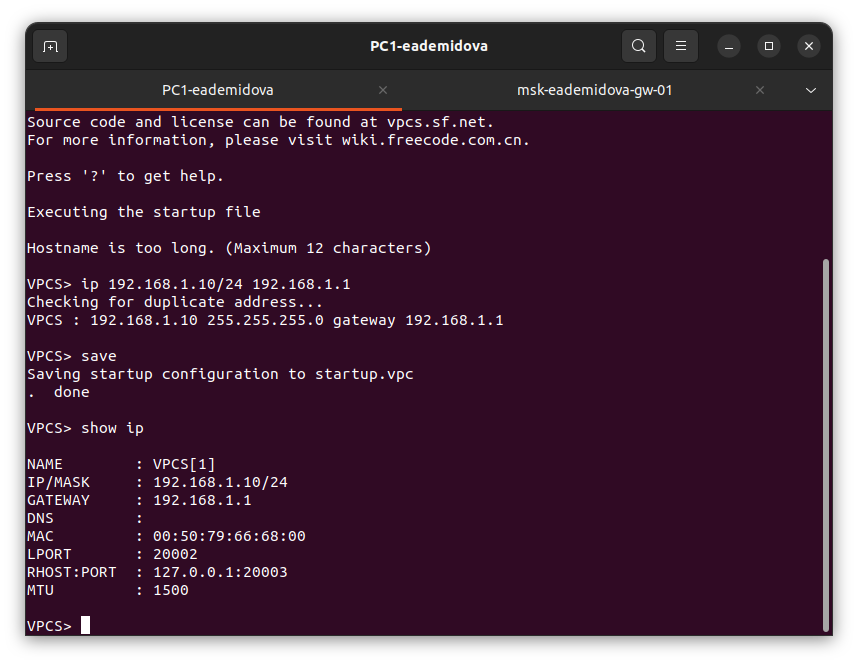 PC1-eademidova
PC1-eademidova
msk-eademidova-gw-01
Source code and license can be found at vpcs.sf.net.
For more information, please visit wiki.freecode.com.cn.
Press '?' to get help.
Executing the startup file
Hostname is too long. (Maximum 12 characters)
VPCS> ip 192.168.1.10/24 192.168.1.1
Checking for duplicate address...
VPCS : 192.168.1.10 255.255.255.0 gateway 192.168.1.1
VPCS> save
Saving startup configuration to startup.vpc
.  done
VPCS> show ip
NAME        : VPCS[1]
IP/MASK     : 192.168.1.10/24
GATEWAY     : 192.168.1.1
DNS         :
MAC         : 00:50:79:66:68:00
LPORT       : 20002
RHOST:PORT  : 127.0.0.1:20003
MTU         : 1500
VPCS>